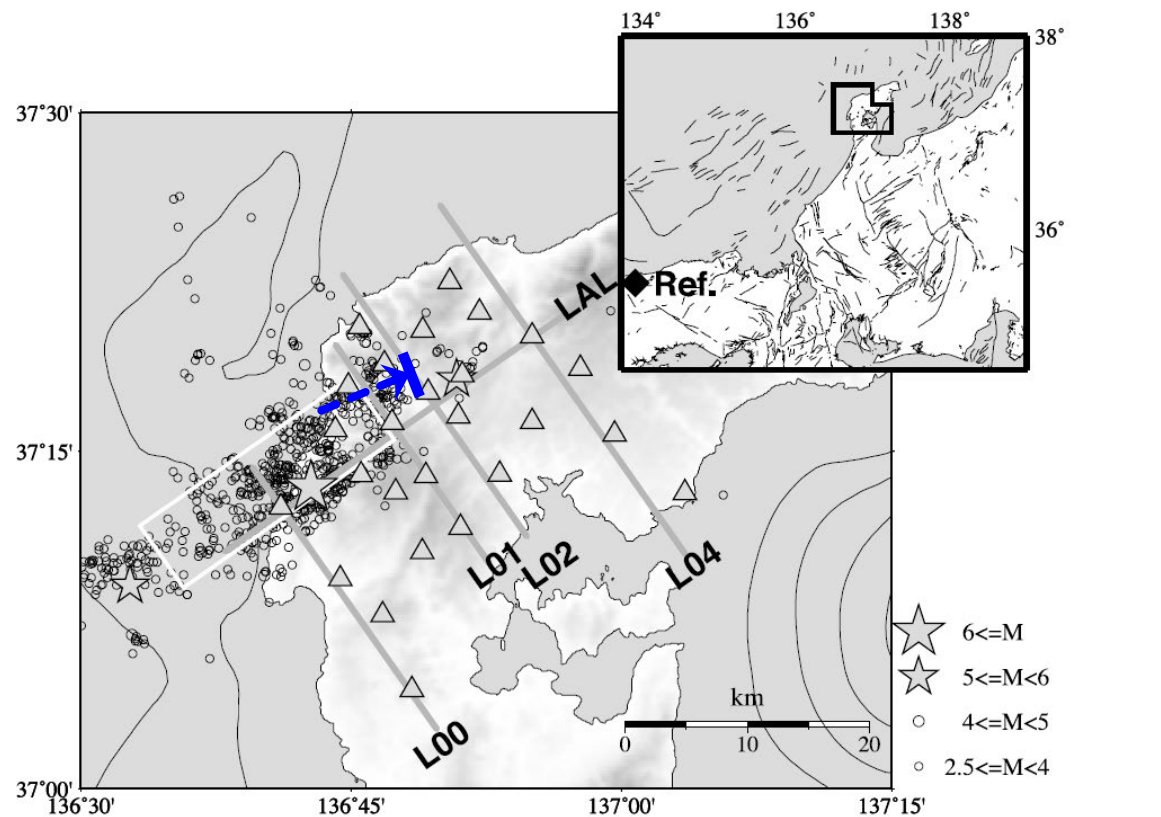 134˚ 136˚ 138˚
38˚
37˚30'
36˚
LAL
Ref.
37˚15'
L01
L02
L04
6<=M
5<=M<6
km
4<=M<5
L00
0 10 20
2.5<=M<4
37˚00'
136˚30' 136˚45' 137˚00' 137˚15'